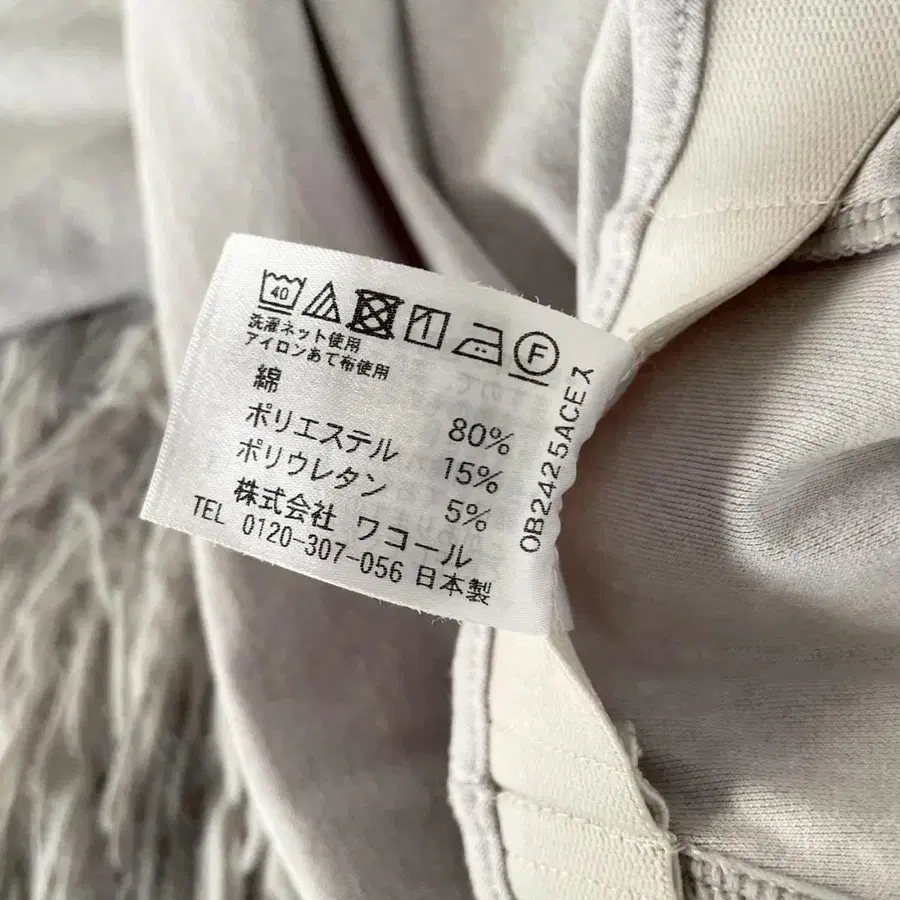 40
F
洗濯ネット使用
アイロンあて布使用
綿 80%
ポリエステル 15%
ポリウレタン 5%
株式会社 ワコール
TEL 0120-307-056 日本製
OB2425ACEス